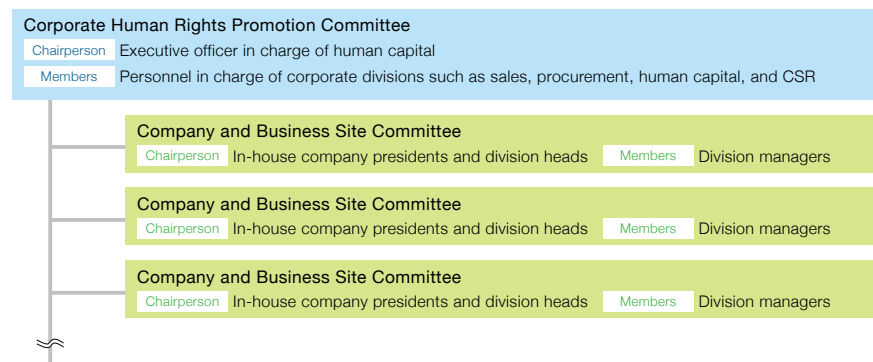 Corporate Human Rights Promotion Committee
Chairperson Executive officer in charge of human capital
Members Personnel in charge of corporate divisions such as sales, procurement, human capital, and CSR
Company and Business Site Committee
Chairperson In-house company presidents and division heads Members Division managers
Company and Business Site Committee
Chairperson In-house company presidents and division heads Members Division managers
Company and Business Site Committee
Chairperson In-house company presidents and division heads Members Division managers